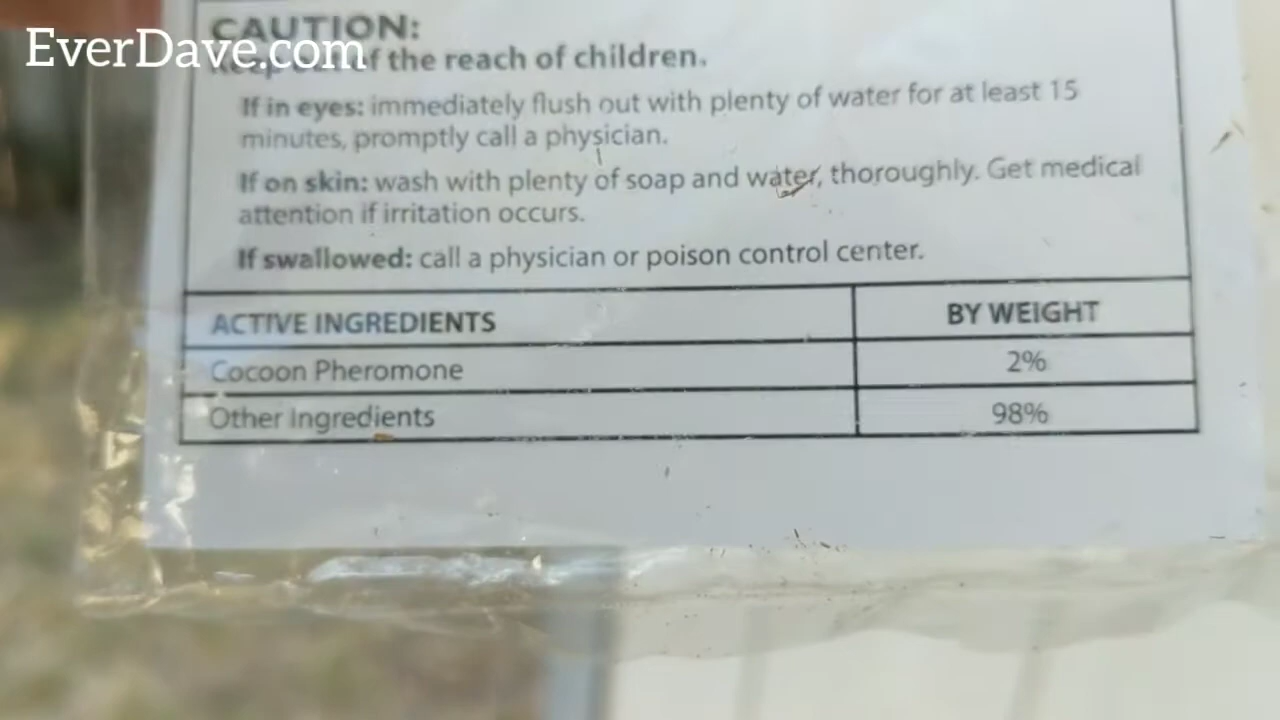 EverDave.com
CAUTION:
of the reach of children.
If in eyes: immediately flush out with plenty of water for at least 15
minutes, promptly call a physician.
If on skin: wash with plenty of soap and water, thoroughly. Get medical
attention if irritation occurs.
If swallowed: call a physician or poison control center.
ACTIVE INGREDIENTS BY WEIGHT
Cocoon Pheromone 2%
Other Ingredients 98%